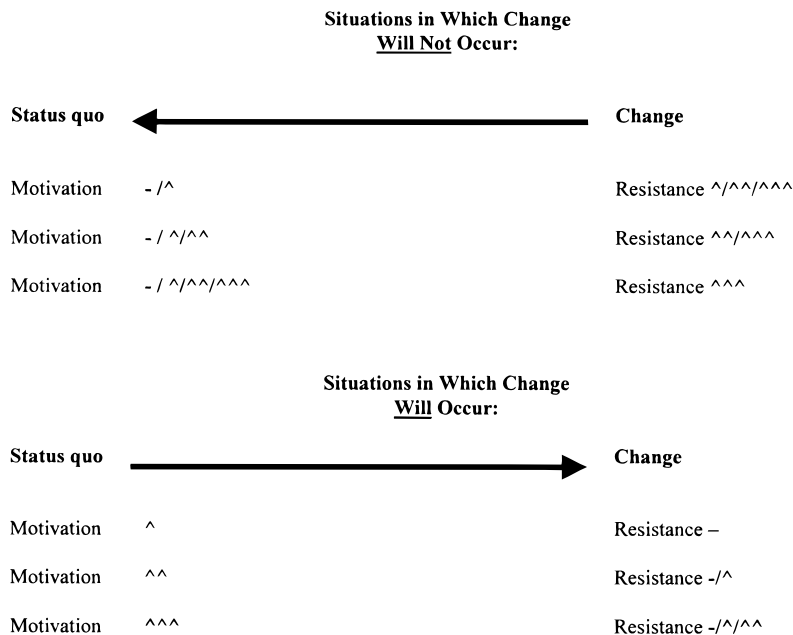 Situations in Which Change
Will Not Occur:
Status quo Change
Motivation - /^ Resistance ^/^^/^^^
Motivation - / ^/^^ Resistance ^^/^^^
Motivation - / ^/^^/^^^ Resistance ^^^
Situations in Which Change
Will Occur:
Status quo Change
Motivation ^ Resistance –
Motivation ^^ Resistance -/^
Motivation ^^^ Resistance -/^/^^